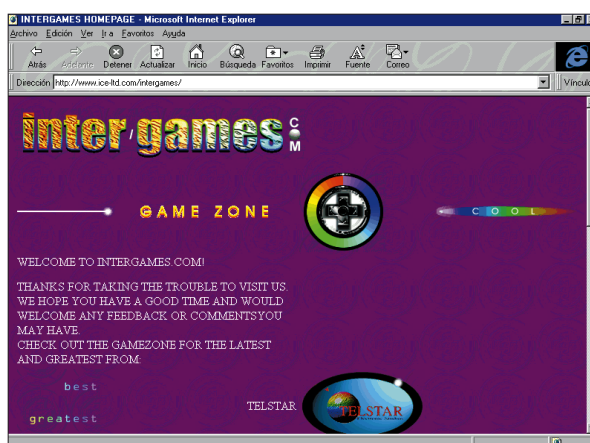 INTERGAMES HOMEPAGE - Microsoft Internet Explorer
Archivo Edición Ver Ir a Favoritos Ayuda
Atrás Adelante Detener Actualizar Inicio Búsqueda Favoritos Imprimir Fuente Correo
Dirección http://www.ice-ltd.com/intergames/ Vínculo
inter games COM
GAME ZONE
COOL
WELCOME TO INTERGAMES.COM!
THANKS FOR TAKING THE TROUBLE TO VISIT US.
WE HOPE YOU HAVE A GOOD TIME AND WOULD
WELCOME ANY FEEDBACK OR COMMENTSYOU
MAY HAVE.
CHECK OUT THE GAMEZONE FOR THE LATEST
AND GREATEST FROM:
best
TELSTAR
TELSTAR
greatest